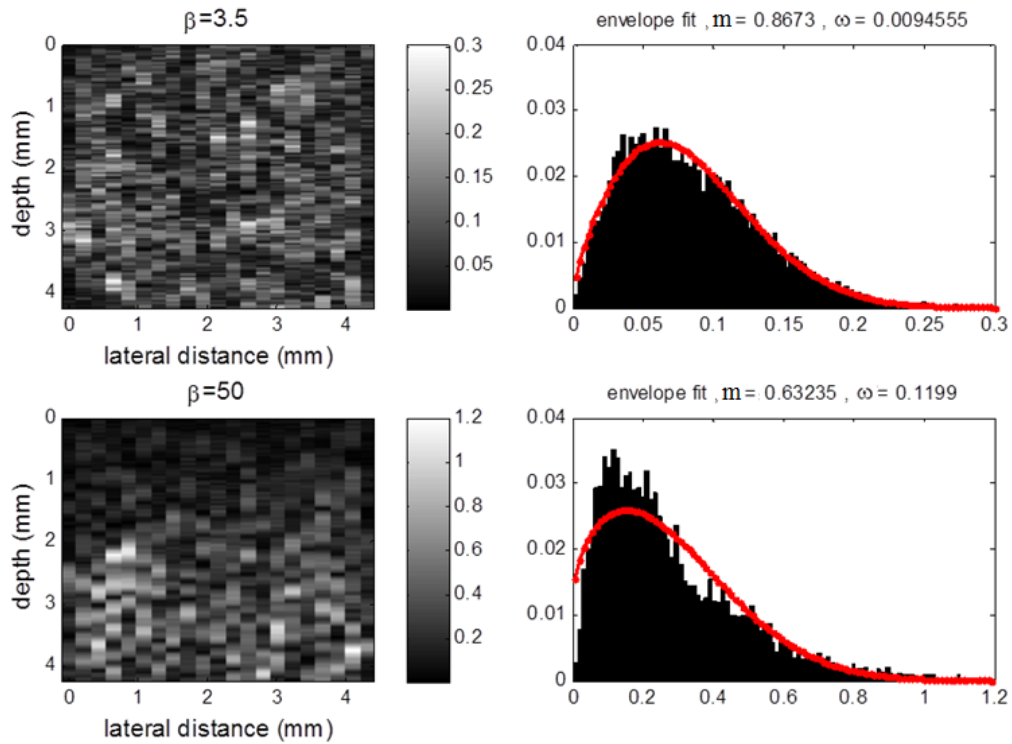 β=3.5
0
1
2
3
4
depth (mm)
0 1 2 3 4
lateral distance (mm)
0.3
0.25
0.2
0.15
0.1
0.05
envelope fit , m = 0.8673 , ω = 0.0094555
0.04
0.03
0.02
0.01
0
0 0.05 0.1 0.15 0.2 0.25 0.3
β=50
0
1
2
3
4
depth (mm)
0 1 2 3 4
lateral distance (mm)
1.2
1
0.8
0.6
0.4
0.2
envelope fit , m = 0.63235 , ω = 0.1199
0.04
0.03
0.02
0.01
0
0 0.2 0.4 0.6 0.8 1 1.2